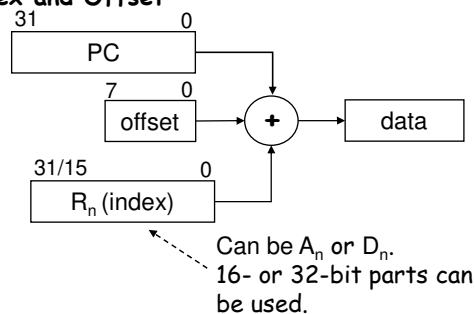 and Offset
31 0
PC
7 0
offset
+
data
31/15 0
Rn (index)
Can be An or Dn.
16- or 32-bit parts can
be used.